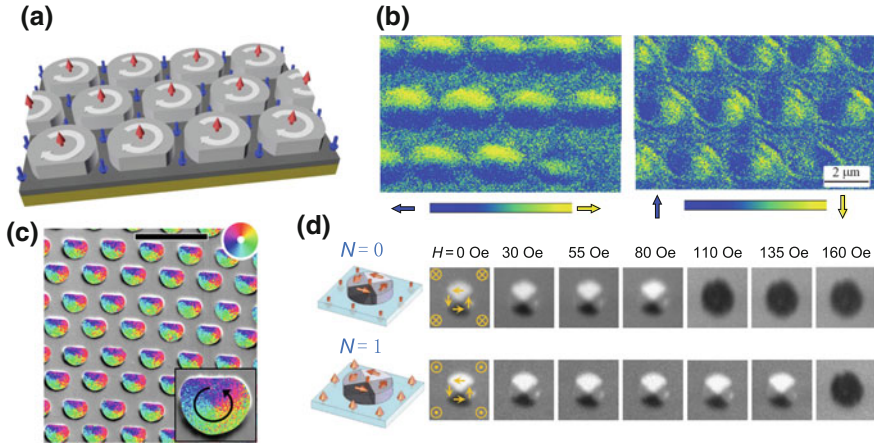 (a)
(b)
2 μm
(c)
(d)
N = 0
H = 0 Oe 30 Oe 55 Oe 80 Oe 110 Oe 135 Oe 160 Oe
N = 1